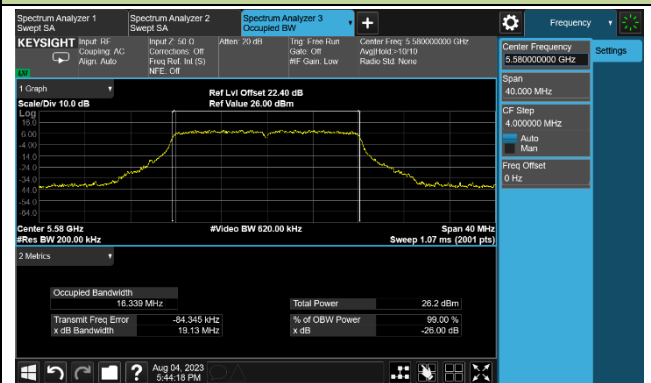 Spectrum Analyzer 1
Swept SA
Spectrum Analyzer 2
Swept SA
Spectrum Analyzer 3
Occupied BW
Frequency
KEYSIGHT
Input: RF
Coupling: AC
Align: Auto
Input Z: 50 Ω
Corrections: Off
Freq Ref: Int (S)
NFE: Off
Atten: 20 dB
Trig: Free Run
Gate: Off
#IF Gain: Low
Center Freq: 5.580000000 GHz
Avg|Hold:>10/10
Radio Std: None
Center Frequency
5.580000000 GHz
Settings
Span
40.000 MHz
CF Step
4.000000 MHz
Auto
Man
Freq Offset
0 Hz
1 Graph
Scale/Div 10.0 dB
Ref Lvl Offset 22.40 dB
Ref Value 26.00 dBm
Log
16.0
6.00
-4.00
-14.0
-24.0
-34.0
-44.0
-54.0
-64.0
Center 5.58 GHz
#Res BW 200.00 kHz
#Video BW 620.00 kHz
Span 40 MHz
Sweep 1.07 ms (2001 pts)
2 Metrics
Occupied Bandwidth
16.339 MHz
Total Power 26.2 dBm
Transmit Freq Error -84.345 kHz
% of OBW Power 99.00 %
x dB Bandwidth 19.13 MHz
x dB -26.00 dB
?
Aug 04, 2023
5:44:18 PM